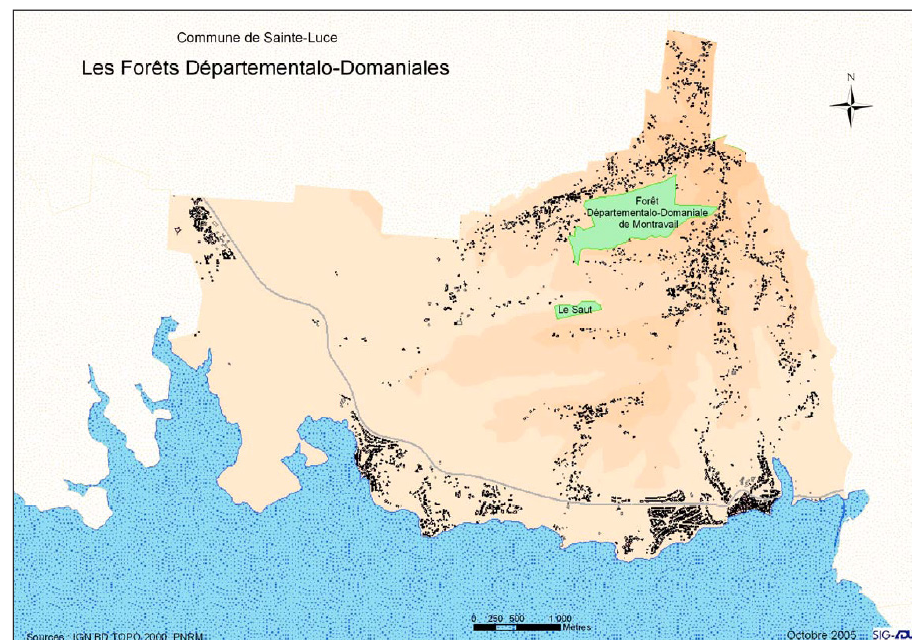 Commune de Sainte-Luce
Les Forêts Départementalo-Domaniales
N
Forêt
Départementalo-Domaniale
de Montravail
Le Saut
0 250 500 1 000
Mètres
Sources : IGN BD TOPO 2000, PNRM
Octobre 2005
SIG-